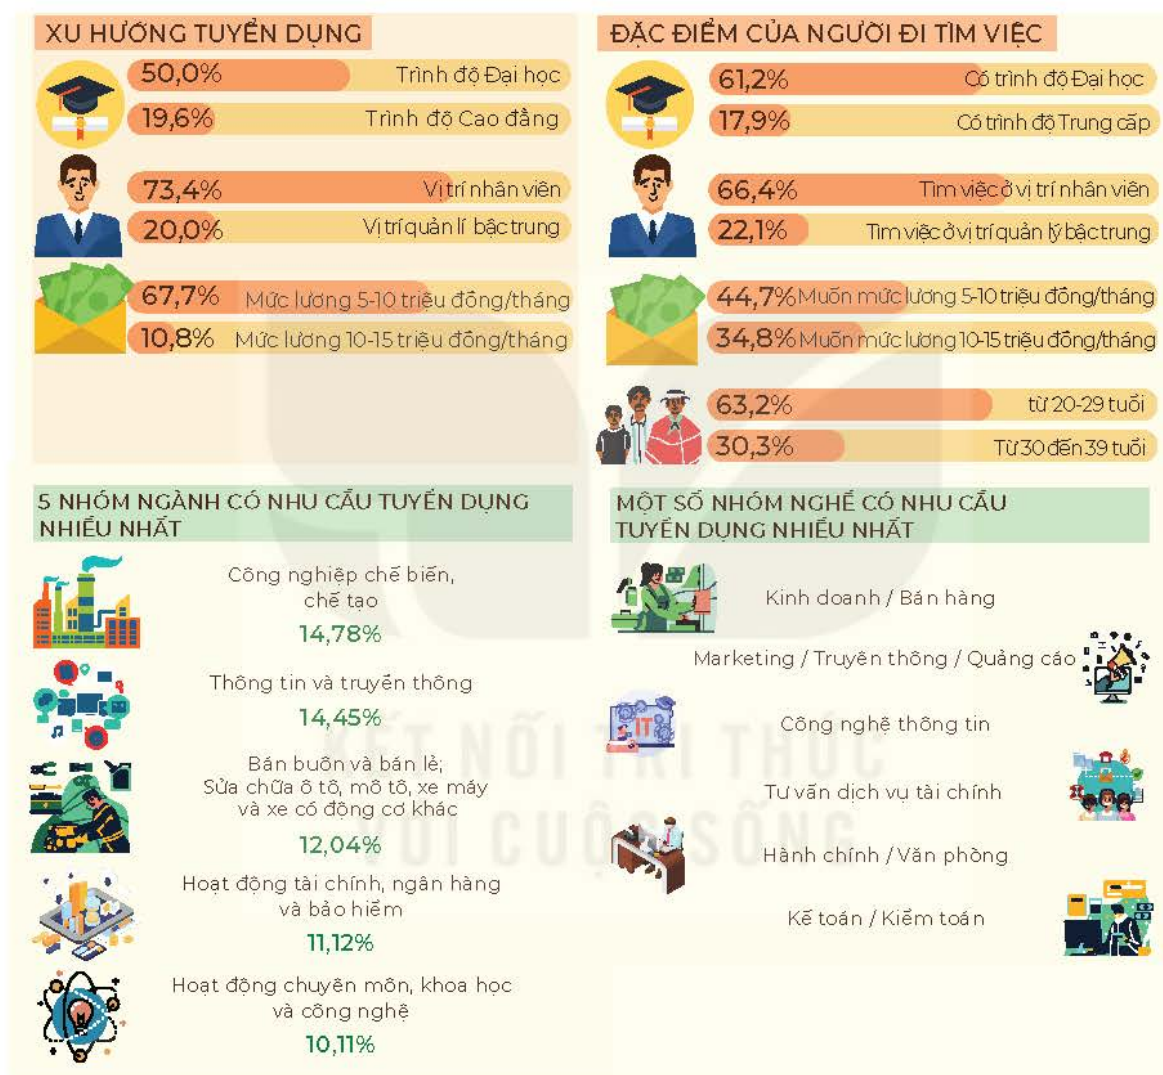 XU HƯỚNG TUYỂN DỤNG
50,0% Trình độ Đại học
19,6% Trình độ Cao đẳng
73,4% Vị trí nhân viên
20,0% Vị trí quản lí bậc trung
67,7% Mức lương 5-10 triệu đồng/tháng
10,8% Mức lương 10-15 triệu đồng/tháng
ĐẶC ĐIỂM CỦA NGƯỜI ĐI TÌM VIỆC
61,2% Có trình độ Đại học
17,9% Có trình độ Trung cấp
66,4% Tìm việc ở vị trí nhân viên
22,1% Tìm việc ở vị trí quản lý bậc trung
44,7% Muốn mức lương 5-10 triệu đồng/tháng
34,8% Muốn mức lương 10-15 triệu đồng/tháng
63,2% từ 20-29 tuổi
30,3% Từ 30 đến 39 tuổi
5 NHÓM NGÀNH CÓ NHU CẦU TUYỂN DỤNG
NHIỀU NHẤT
Công nghiệp chế biến,
chế tạo
14,78%
Thông tin và truyền thông
14,45%
Bán buôn và bán lẻ;
Sửa chữa ô tô, mô tô, xe máy
và xe có động cơ khác
12,04%
Hoạt động tài chính, ngân hàng
và bảo hiểm
11,12%
Hoạt động chuyên môn, khoa học
và công nghệ
10,11%
MỘT SỐ NHÓM NGHỀ CÓ NHU CẦU
TUYỂN DỤNG NHIỀU NHẤT
Kinh doanh / Bán hàng
Marketing / Truyền thông / Quảng cáo
IT
Công nghệ thông tin
Tư vấn dịch vụ tài chính
Hành chính / Văn phòng
Kế toán / Kiểm toán
KẾT NỐI TRI THỨC
VỚI CUỘC SỐNG